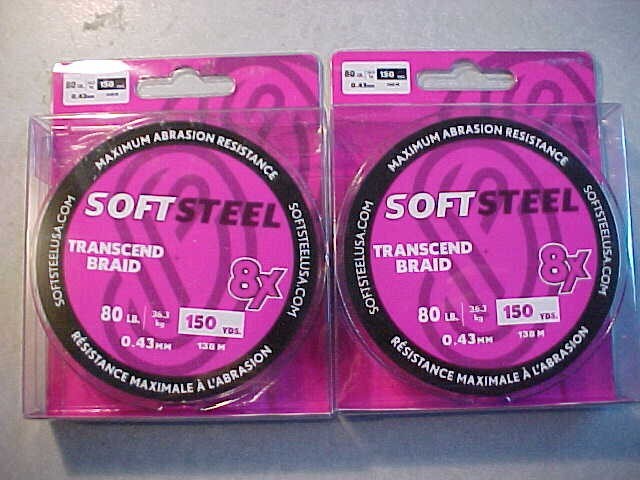 80 LB. 150
0.43MM
MAXIMUM ABRASION RESISTANCE
SOFTSTEELUSA.COM
SOFTSTEEL
TRANSCEND
BRAID
8X
80 LB. 36.3 kg 150 YDS.
0.43MM 138 M
SOFTSTEELUSA.COM
RÉSISTANCE MAXIMALE À L'ABRASION
80 LB. 150
0.43MM
MAXIMUM ABRASION RESISTANCE
SOFTSTEELUSA.COM
SOFTSTEEL
TRANSCEND
BRAID
8X
80 LB. 36.3 kg 150 YDS.
0.43MM 138 M
SOFTSTEELUSA.COM
RÉSISTANCE MAXIMALE À L'ABRASION